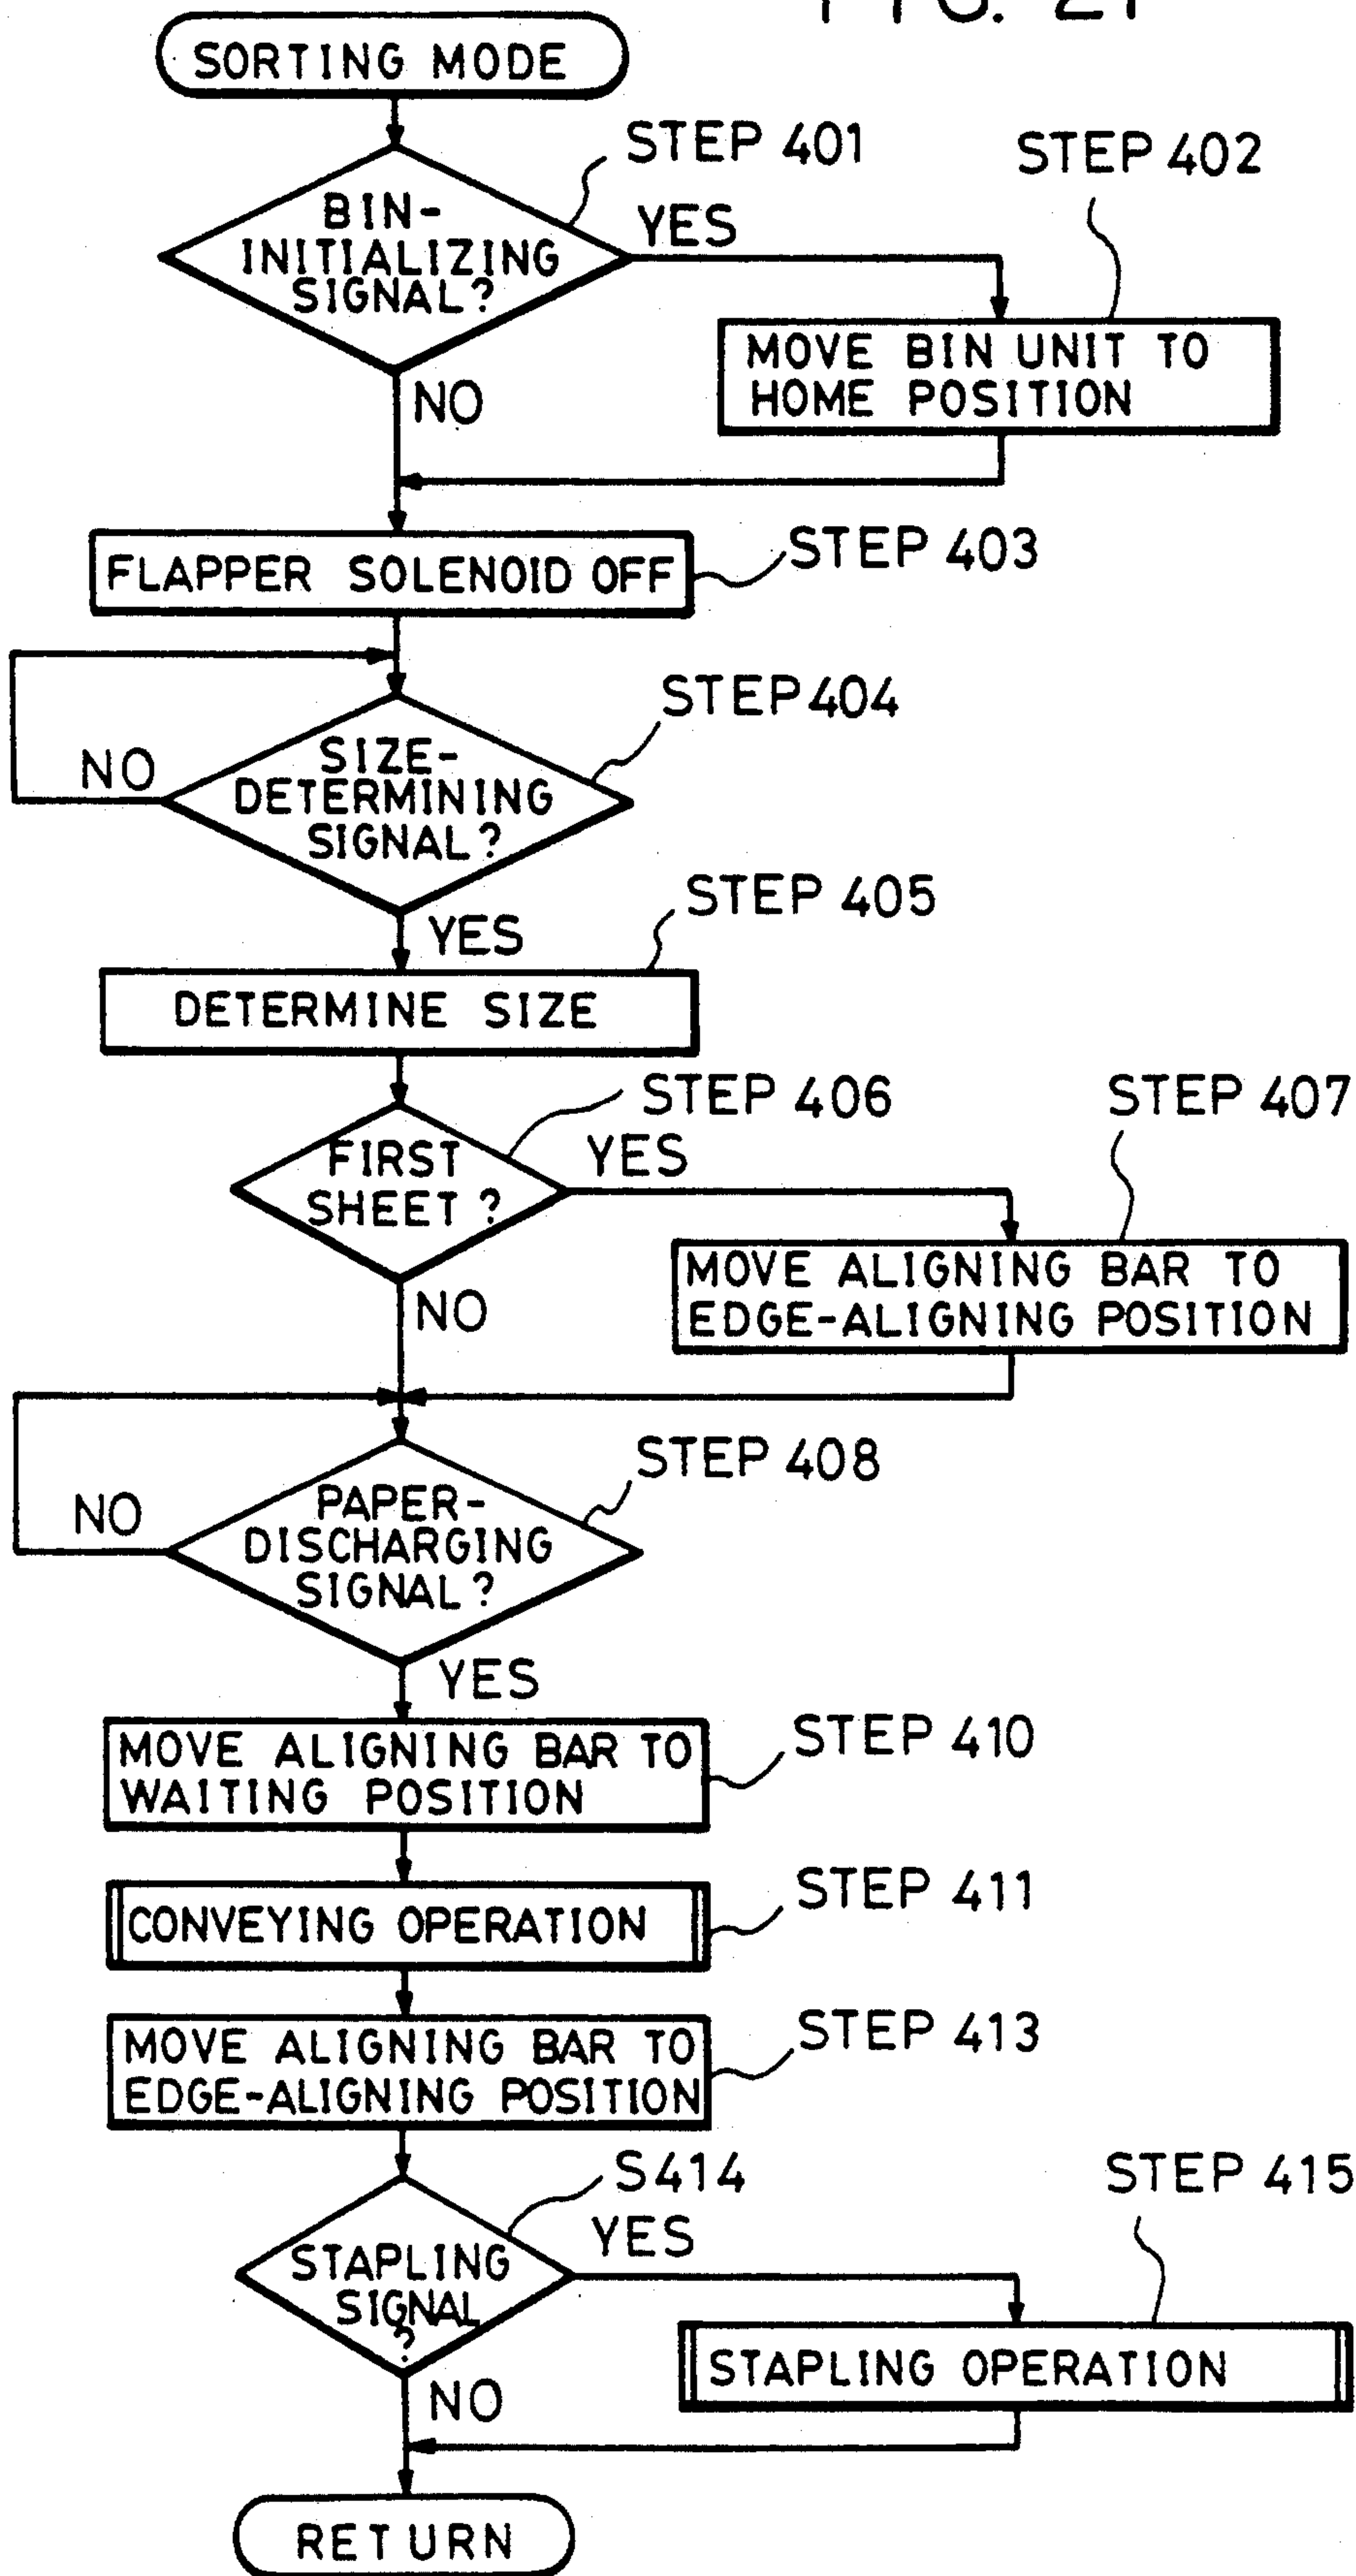 SORTING MODE
STEP 401
STEP 402
BIN-
INITIALIZING
SIGNAL?
YES
MOVE BIN UNIT TO
HOME POSITION
NO
FLAPPER SOLENOID OFF
STEP 403
STEP404
NO
SIZE-
DETERMINING
SIGNAL?
STEP 405
YES
DETERMINE SIZE
STEP 406
STEP 407
FIRST
SHEET?
YES
MOVE ALIGNING BAR TO
EDGE-ALIGNING POSITION
NO
STEP 408
NO
PAPER-
DISCHARGING
SIGNAL?
YES
MOVE ALIGNING BAR TO
WAITING POSITION
STEP 410
CONVEYING OPERATION
STEP 411
MOVE ALIGNING BAR TO
EDGE-ALIGNING POSITION
STEP 413
S414
STEP 415
STAPLING
SIGNAL
?
YES
STAPLING OPERATION
NO
RETURN